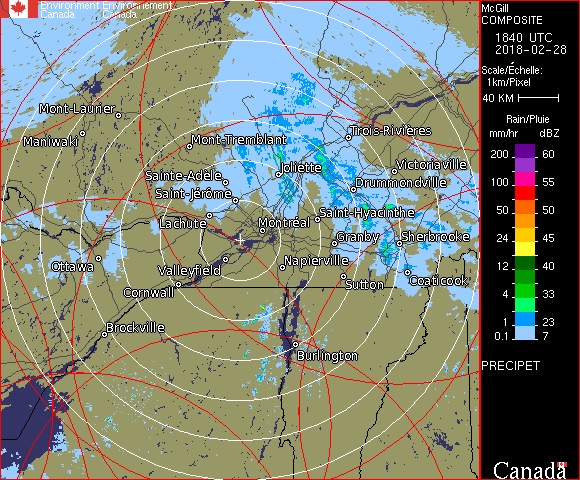 Environment Environnement
Canada Canada
McGill
COMPOSITE
1840 UTC
2018-02-28
Scale/Échelle:
1km/Pixel
40 KM
Rain/Pluie
mm/hr dBZ
200 60
100 55
50 50
24 45
12 40
4 33
1 23
0.1 7
PRECIPET
Canada
Mont-Laurier
Maniwaki
Mont-Tremblant
Trois-Rivières
Joliette
Victoriaville
Sainte-Adèle
Drummondville
Saint-Jérôme
Saint-Hyacinthe
Lachute
Montréal
Granby
Sherbrooke
Ottawa
Valleyfield
Napierville
Coaticook
Sutton
Cornwall
Brockville
Burlington